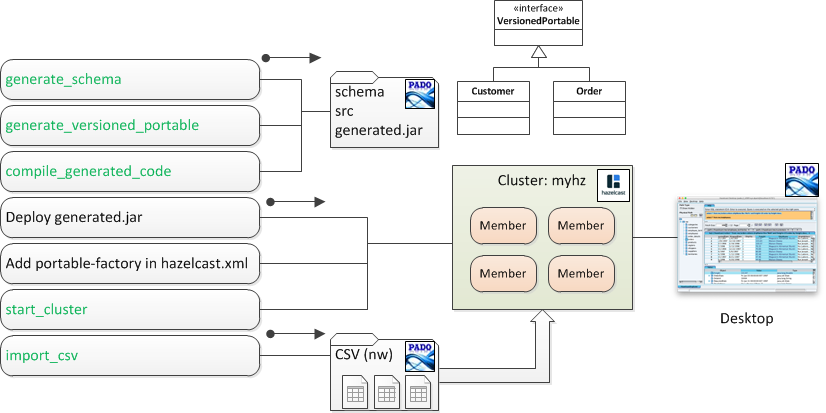 «interface»
VersionedPortable
generate_schema
generate_versioned_portable
compile_generated_code
Deploy generated.jar
Add portable-factory in hazelcast.xml
start_cluster
import_csv
PADO
schema
src
generated.jar
Customer
Order
Cluster: myhz
hazelcast
Member
Member
Member
Member
PADO
Desktop
PADO
CSV (nw)